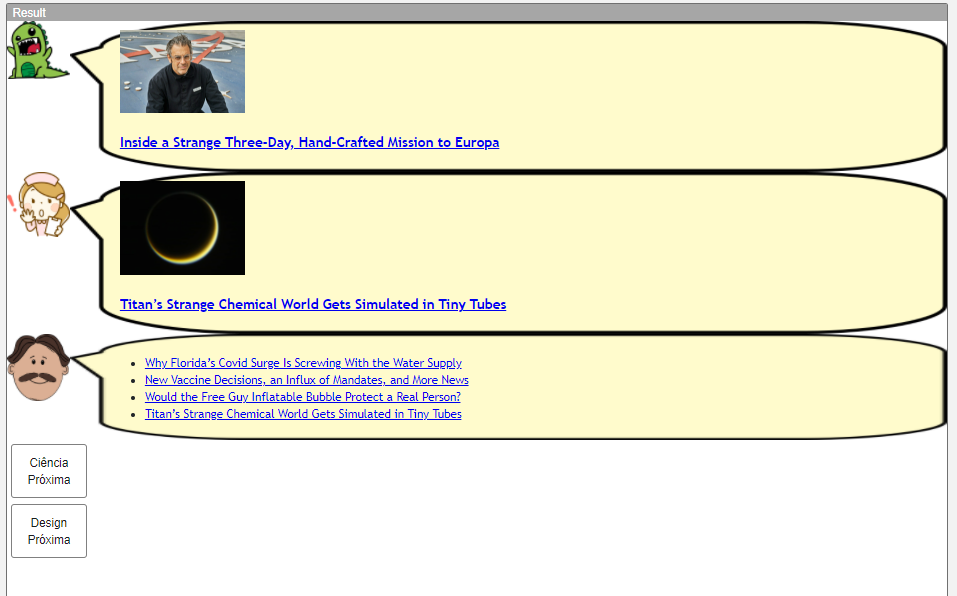 Result
Inside a Strange Three-Day, Hand-Crafted Mission to Europa
Titan’s Strange Chemical World Gets Simulated in Tiny Tubes
Why Florida’s Covid Surge Is Screwing With the Water Supply
New Vaccine Decisions, an Influx of Mandates, and More News
Would the Free Guy Inflatable Bubble Protect a Real Person?
Titan’s Strange Chemical World Gets Simulated in Tiny Tubes
Ciência
Próxima
Design
Próxima